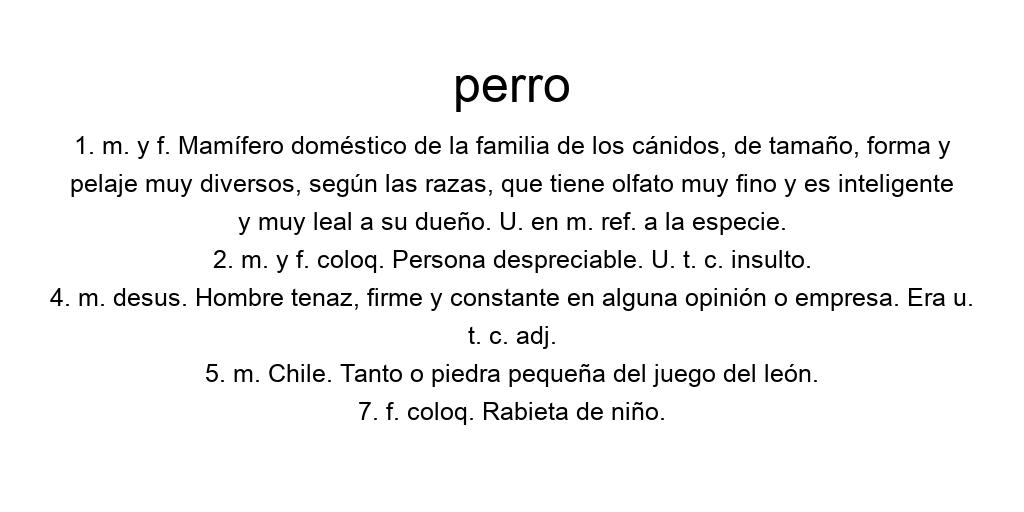 perro
1. m. y f. Mamífero doméstico de la familia de los cánidos, de tamaño, forma y
pelaje muy diversos, según las razas, que tiene olfato muy fino y es inteligente
y muy leal a su dueño. U. en m. ref. a la especie.
2. m. y f. coloq. Persona despreciable. U. t. c. insulto.
4. m. desus. Hombre tenaz, firme y constante en alguna opinión o empresa. Era u.
t. c. adj.
5. m. Chile. Tanto o piedra pequeña del juego del león.
7. f. coloq. Rabieta de niño.